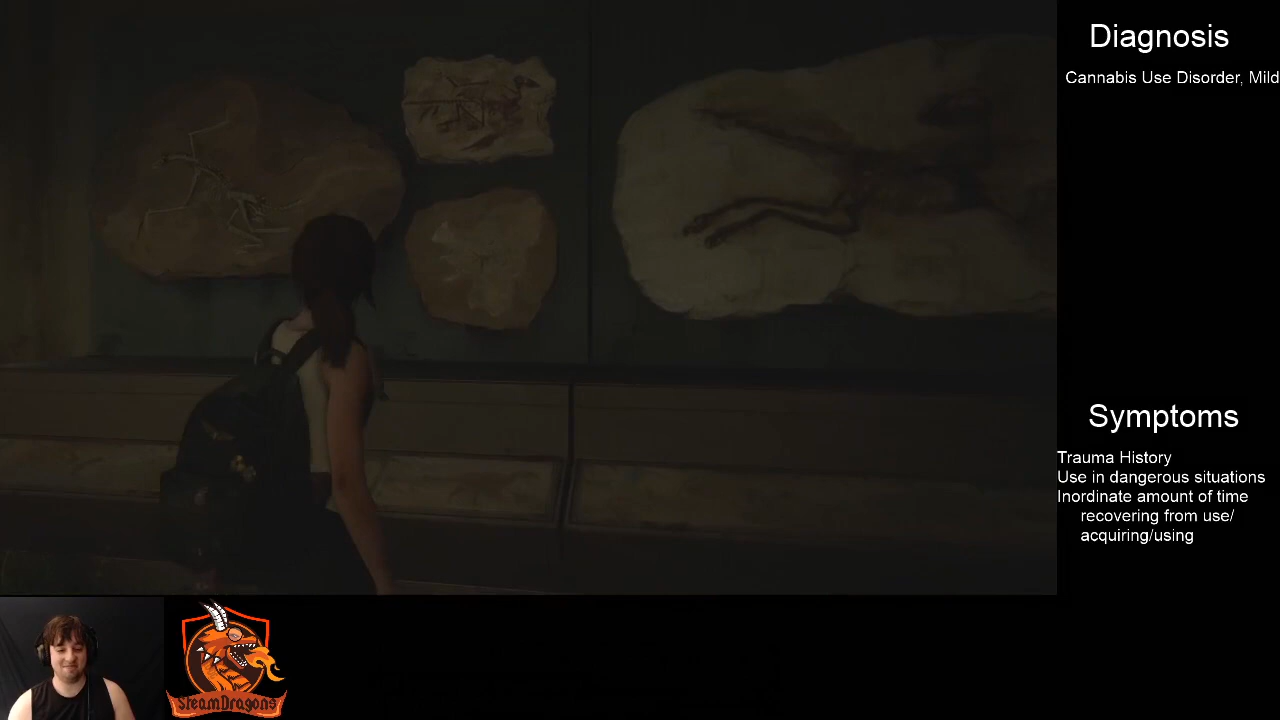 Diagnosis
Cannabis Use Disorder, Mild
Symptoms
Trauma History
Use in dangerous situations
Inordinate amount of time
recovering from use/
acquiring/using
SteamDragons